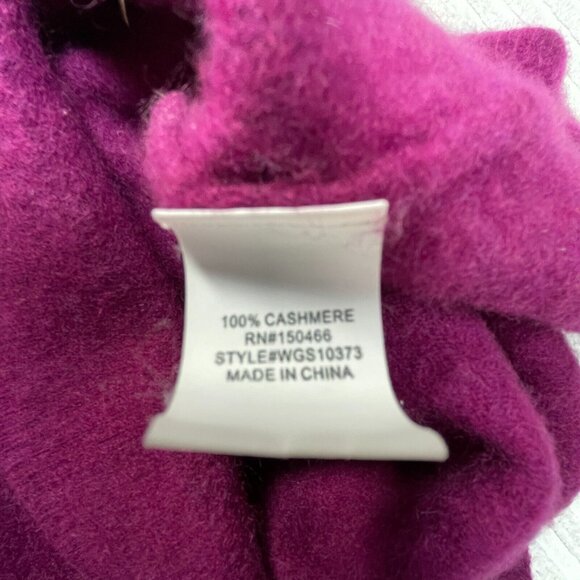 100% CASHMERE
RN#150466
STYLE#WGS10373
MADE IN CHINA